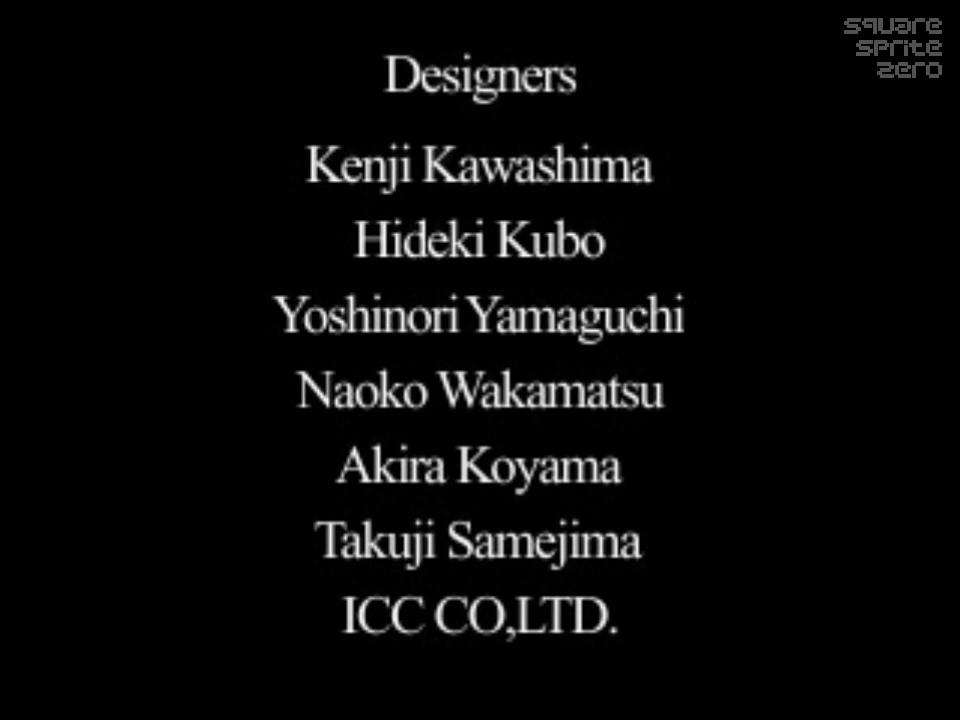 square
sprite
zero
Designers
Kenji Kawashima
Hideki Kubo
Yoshinori Yamaguchi
Naoko Wakamatsu
Akira Koyama
Takuji Samejima
ICC CO,LTD.